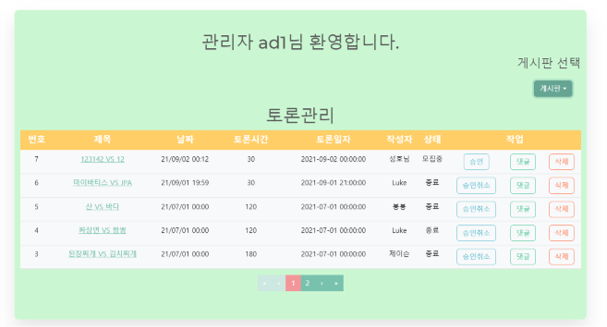 관리자 ad1님 환영합니다.
게시판 선택
게시판
토론관리
번호 제목 날짜 토론시간 토론일자 작성자 상태 작업
7 123142 VS 12 21/09/02 00:12 30 2021-09-02 00:00:00 성호님 모집중 승인 댓글 삭제
6 마이바티스 VS JPA 21/09/01 19:59 30 2021-09-01 21:00:00 Luke 종료 승인취소 댓글 삭제
5 산 VS 바다 21/07/01 00:00 120 2021-07-01 00:00:00 봉봉 종료 승인취소 댓글 삭제
4 VS 21/07/01 00:00 120 2021-07-01 00:00:00 Luke 종료 승인취소 댓글 삭제
3 된장찌개 VS 김치찌개 21/07/01 00:00 180 2021-07-01 00:00:00 제이슨 종료 승인취소 댓글 삭제
« ‹ 1 2 › »